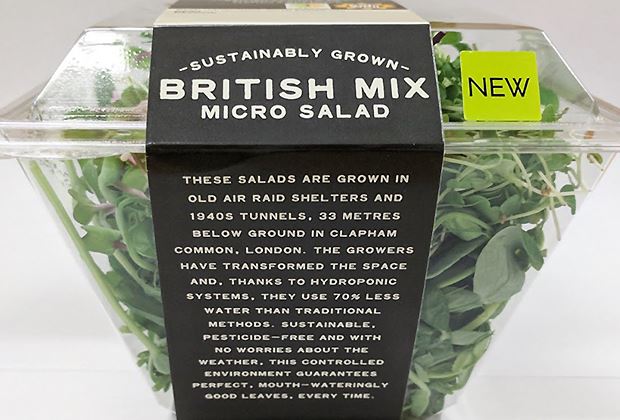 -SUSTAINABLY GROWN-
BRITISH MIX
MICRO SALAD
NEW
THESE SALADS ARE GROWN IN
OLD AIR RAID SHELTERS AND
1940S TUNNELS, 33 METRES
BELOW GROUND IN CLAPHAM
COMMON, LONDON. THE GROWERS
HAVE TRANSFORMED THE SPACE
AND, THANKS TO HYDROPONIC
SYSTEMS, THEY USE 70% LESS
WATER THAN TRADITIONAL
METHODS. SUSTAINABLE,
PESTICIDE-FREE AND WITH
NO WORRIES ABOUT THE
WEATHER, THIS CONTROLLED
ENVIRONMENT GUARANTEES
PERFECT, MOUTH-WATERINGLY
GOOD LEAVES, EVERY TIME.